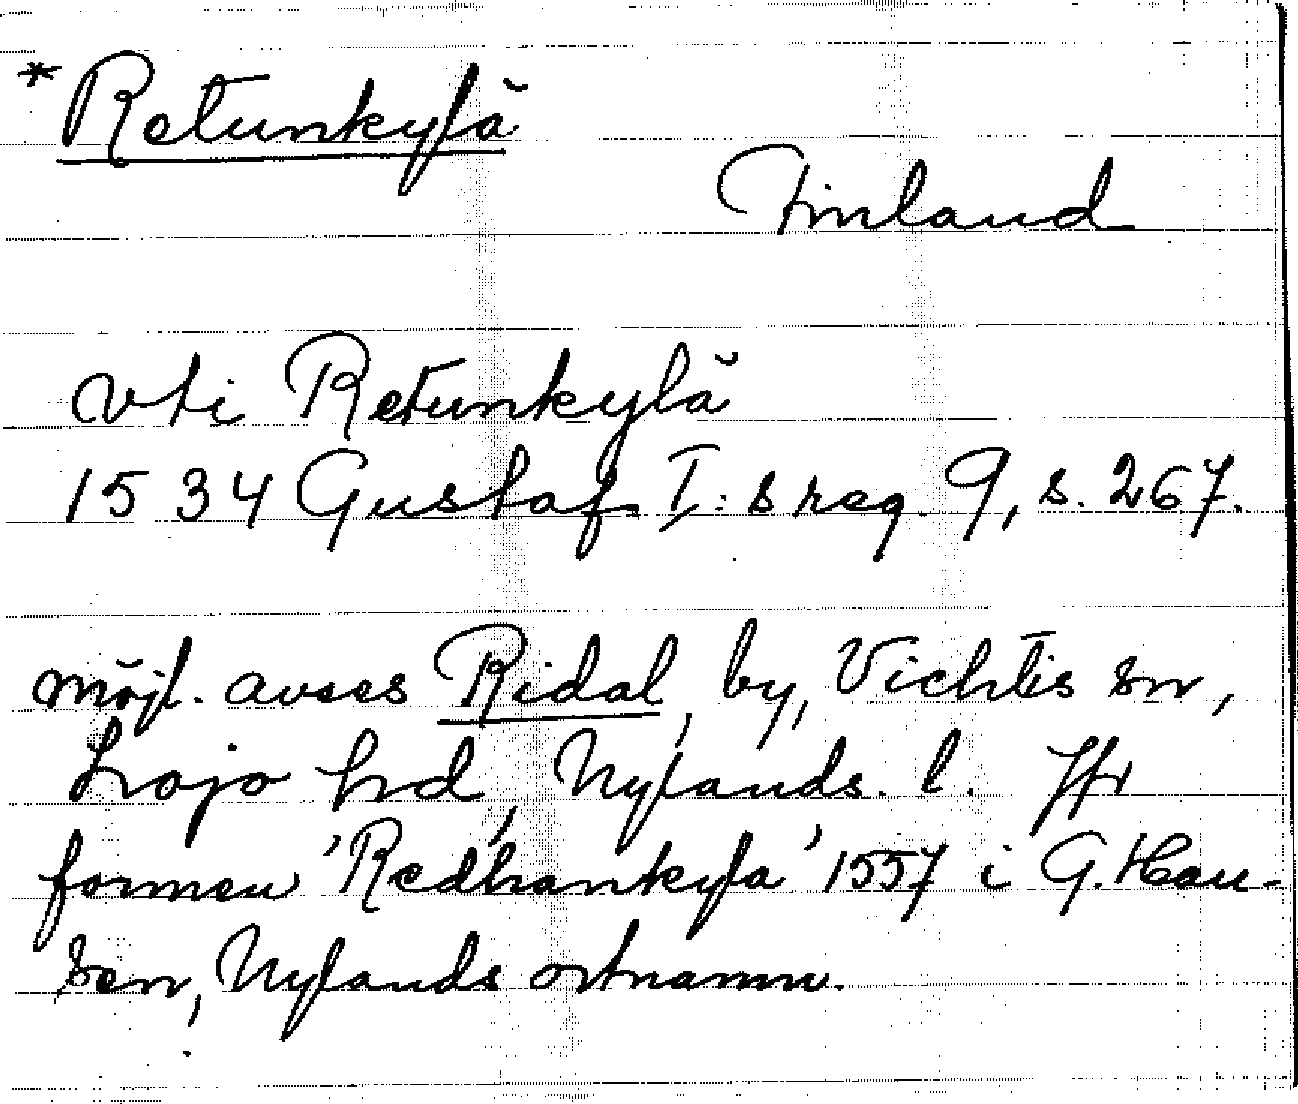 * Retunkylä
Finland
vti Retunkylä
1534 Gustaf I:s reg. 9, s. 267.
möjl. avses Ridal, by, Vichtis sn,
Lojo hd, Nylands. l. Jfr
formen 'Redhankyla' 1557 i G. Hau-
sen, Nylands ortnamn.